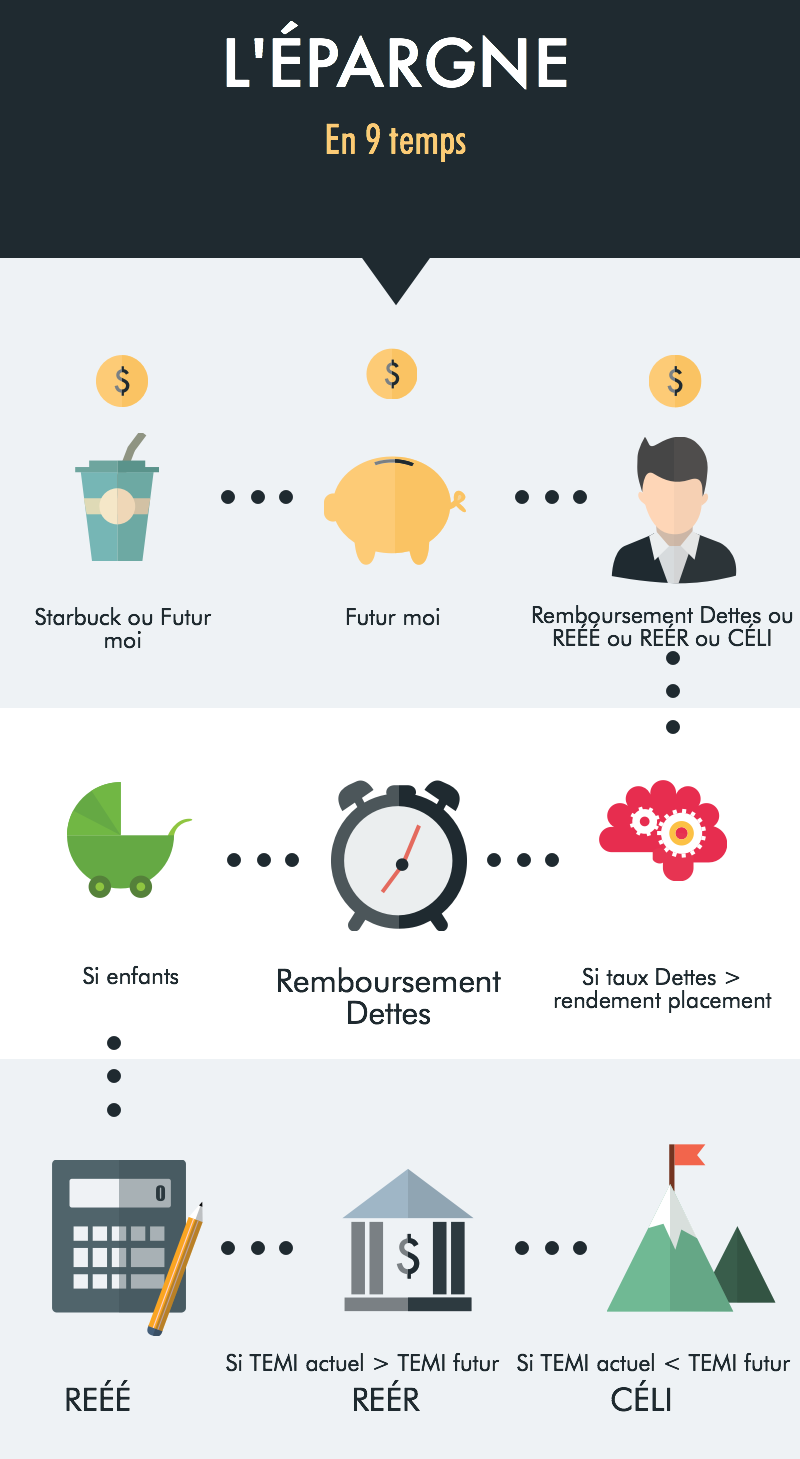 L'ÉPARGNE
En 9 temps
$
$
$
Starbuck ou Futur
moi
Futur moi
Remboursement Dettes ou
REÉÉ ou REÉR ou CÉLI
Si enfants
Remboursement
Dettes
Si taux Dettes >
rendement placement
0
$
Si TEMI actuel > TEMI futur
Si TEMI actuel < TEMI futur
REÉÉ
REÉR
CÉLI